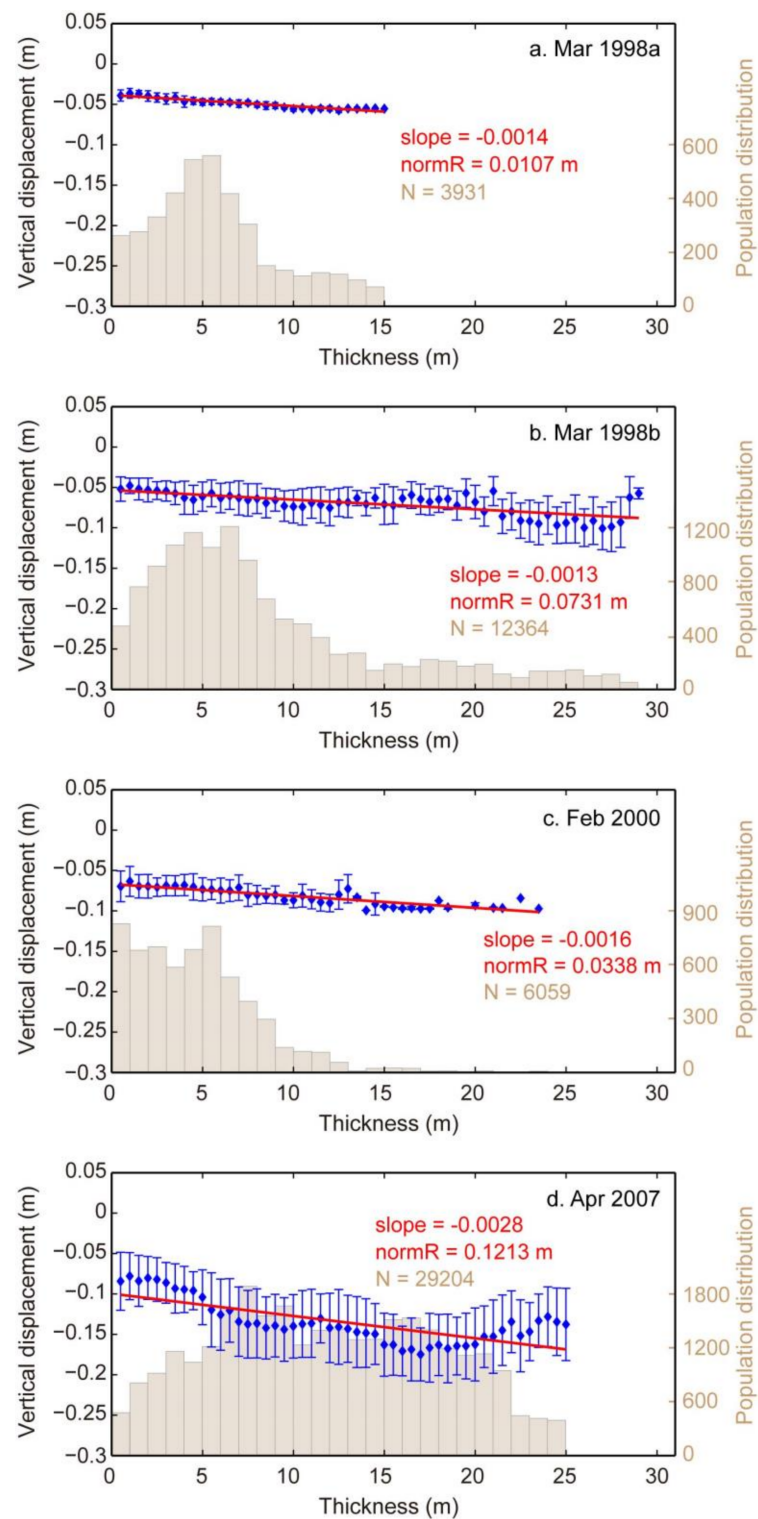 a. Mar 1998a
Vertical displacement (m)
0.05
0
−0.05
−0.1
−0.15
−0.2
−0.25
−0.3
slope = -0.0014
normR = 0.0107 m
N = 3931
600
400
200
0
Population distribution
0 5 10 15 20 25 30
Thickness (m)
b. Mar 1998b
Vertical displacement (m)
0.05
0
−0.05
−0.1
−0.15
−0.2
−0.25
−0.3
slope = -0.0013
normR = 0.0731 m
N = 12364
1200
800
400
0
Population distribution
0 5 10 15 20 25 30
Thickness (m)
c. Feb 2000
Vertical displacement (m)
0.05
0
−0.05
−0.1
−0.15
−0.2
−0.25
−0.3
slope = -0.0016
normR = 0.0338 m
N = 6059
900
600
300
0
Population distribution
0 5 10 15 20 25 30
Thickness (m)
d. Apr 2007
Vertical displacement (m)
0.05
0
−0.05
−0.1
−0.15
−0.2
−0.25
−0.3
slope = -0.0028
normR = 0.1213 m
N = 29204
1800
1200
600
0
Population distribution
0 5 10 15 20 25 30
Thickness (m)